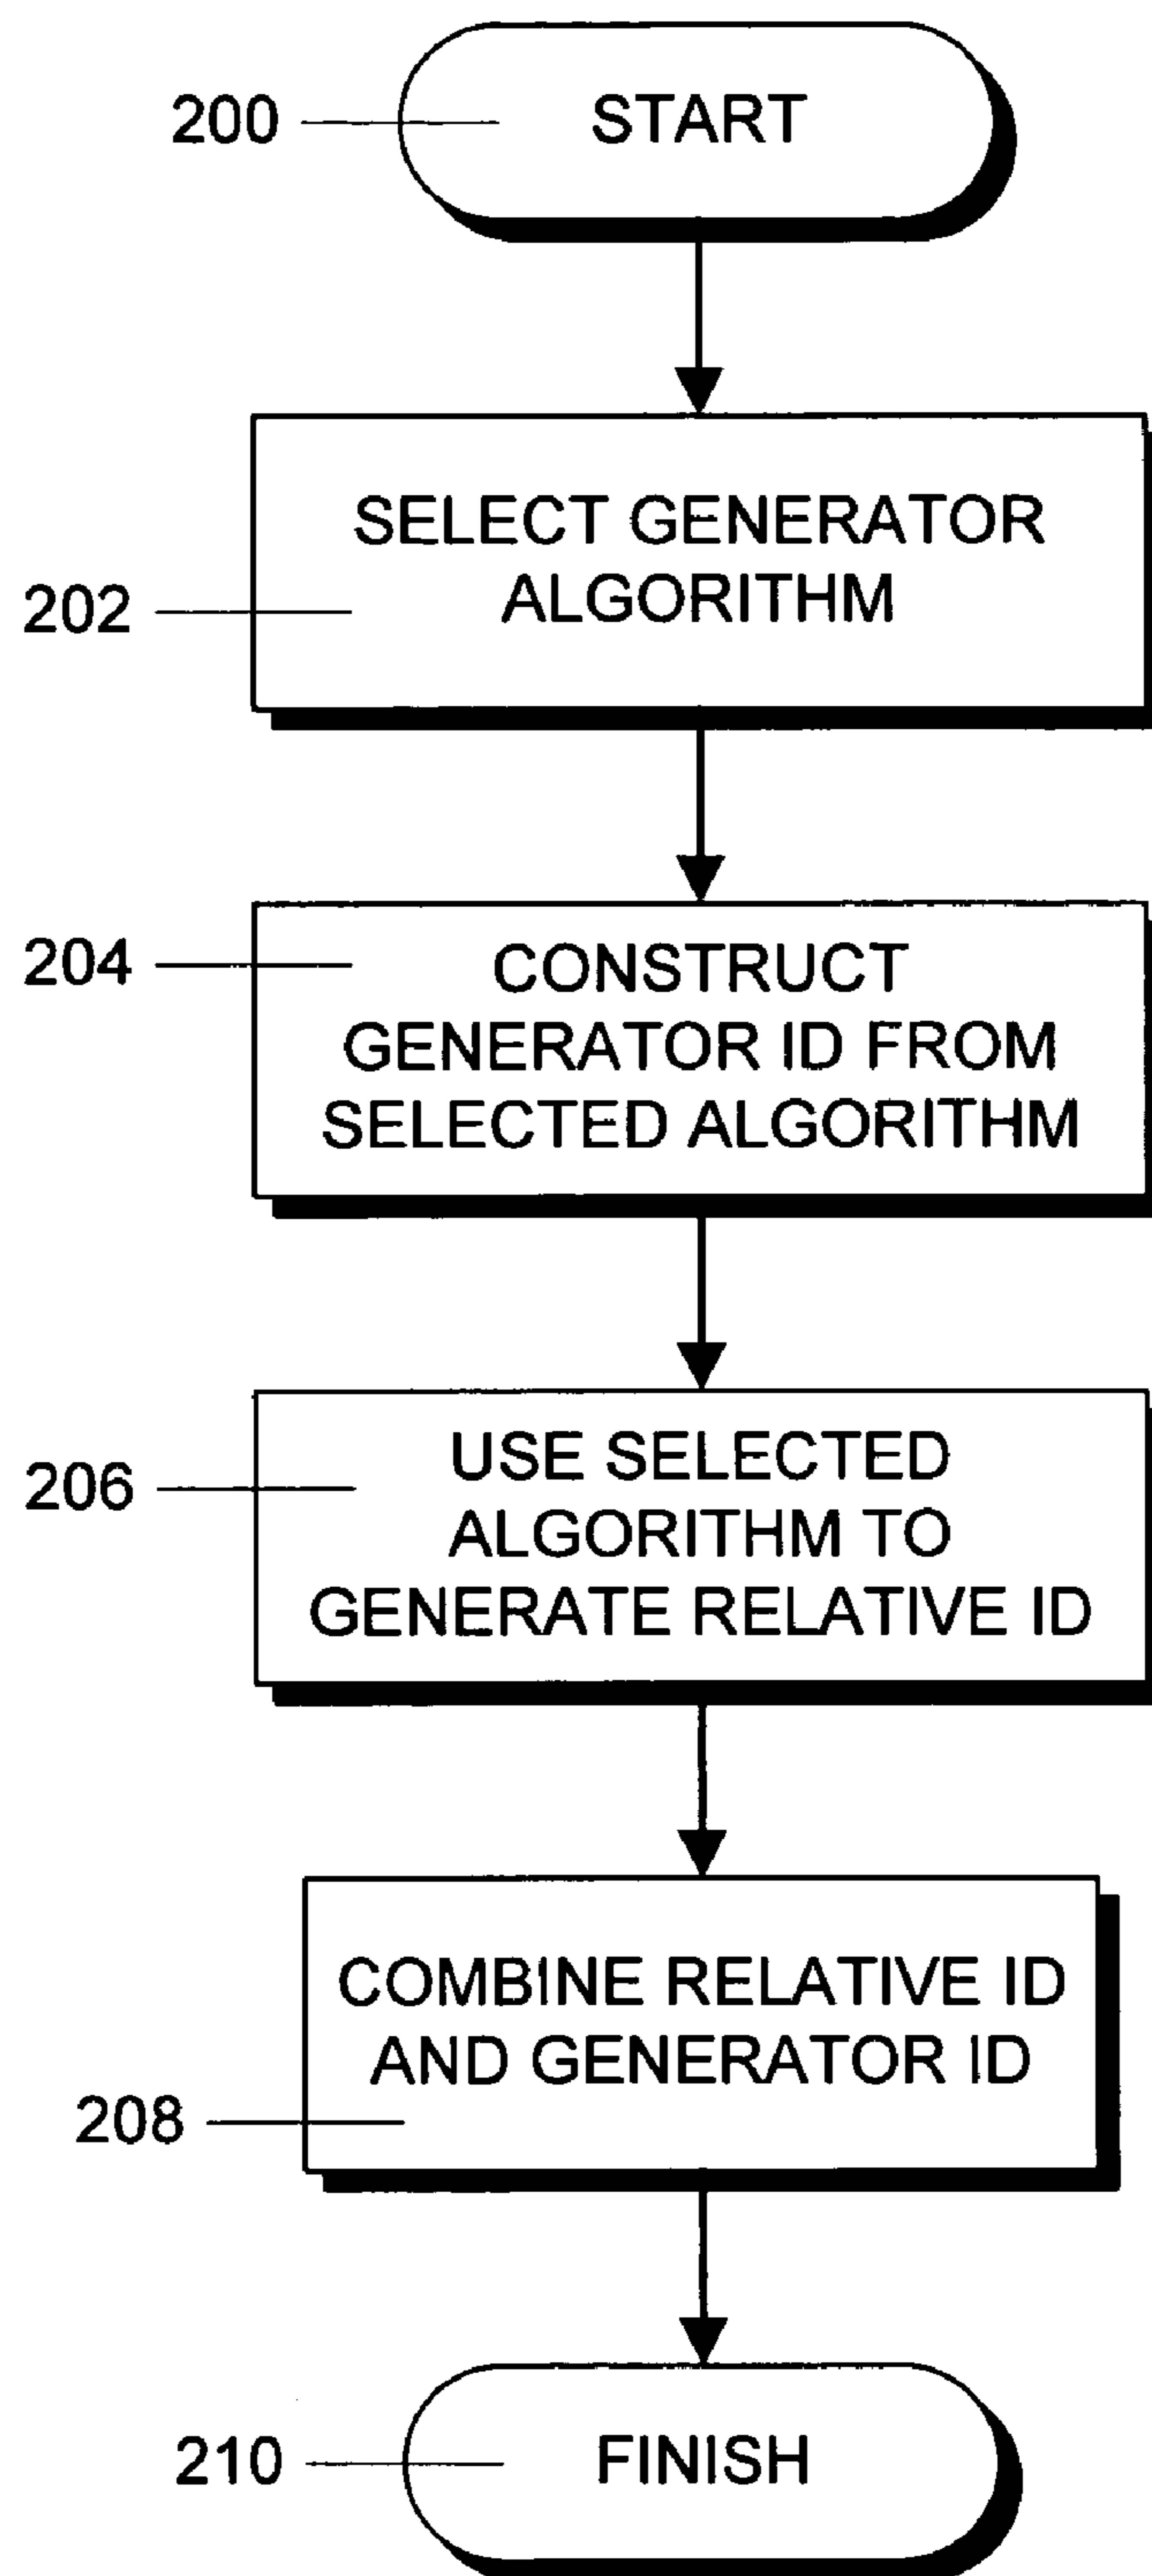 200
START
SELECT GENERATOR
ALGORITHM
202
204
CONSTRUCT
GENERATOR ID FROM
SELECTED ALGORITHM
206
USE SELECTED
ALGORITHM TO
GENERATE RELATIVE ID
COMBINE RELATIVE ID
AND GENERATOR ID
208
210
FINISH